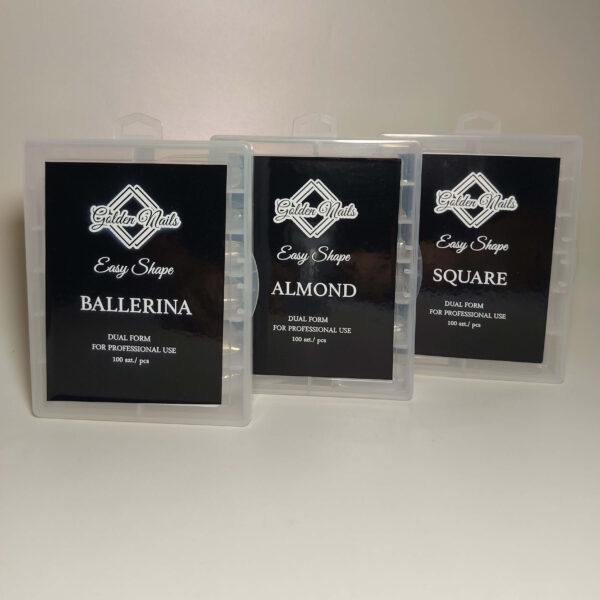 Golden Nails
Easy Shape
BALLERINA
DUAL FORM
FOR PROFESSIONAL USE
100 szt./ pcs
Golden Nails
Easy Shape
ALMOND
DUAL FORM
FOR PROFESSIONAL USE
100 szt./ pcs
Golden Nails
Easy Shape
SQUARE
DUAL FORM
FOR PROFESSIONAL USE
100 szt./ pcs